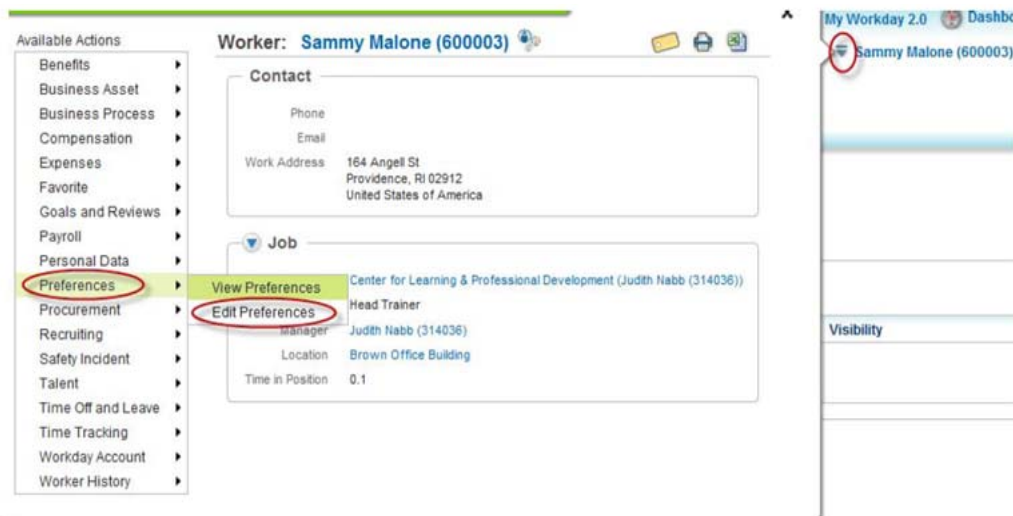 Available Actions
Benefits
Business Asset
Business Process
Compensation
Expenses
Favorite
Goals and Reviews
Payroll
Personal Data
Preferences
Procurement
Recruiting
Safety Incident
Talent
Time Off and Leave
Time Tracking
Workday Account
Worker History
View Preferences
Edit Preferences
Worker: Sammy Malone (600003)
Contact
Phone
Email
Work Address 164 Angell St
Providence, RI 02912
United States of America
Job
Center for Learning & Professional Development (Judith Nabb (314036))
Head Trainer
Manager Judith Nabb (314036)
Location Brown Office Building
Time in Position 0.1
X
My Workday 2.0 Dashbo
Sammy Malone (600003)
Visibility